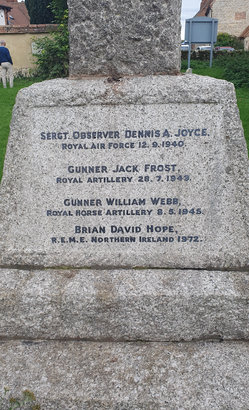 SERGT. OBSERVER DENNIS A. JOYCE.
ROYAL AIR FORCE 12.9.1940.
GUNNER JACK FROST,
ROYAL ARTILLERY 28.7.1943.
GUNNER WILLIAM WEBB,
ROYAL HORSE ARTILLERY 8.5.1945.
BRIAN DAVID HOPE,
R.E.M.E. NORTHERN IRELAND 1972.